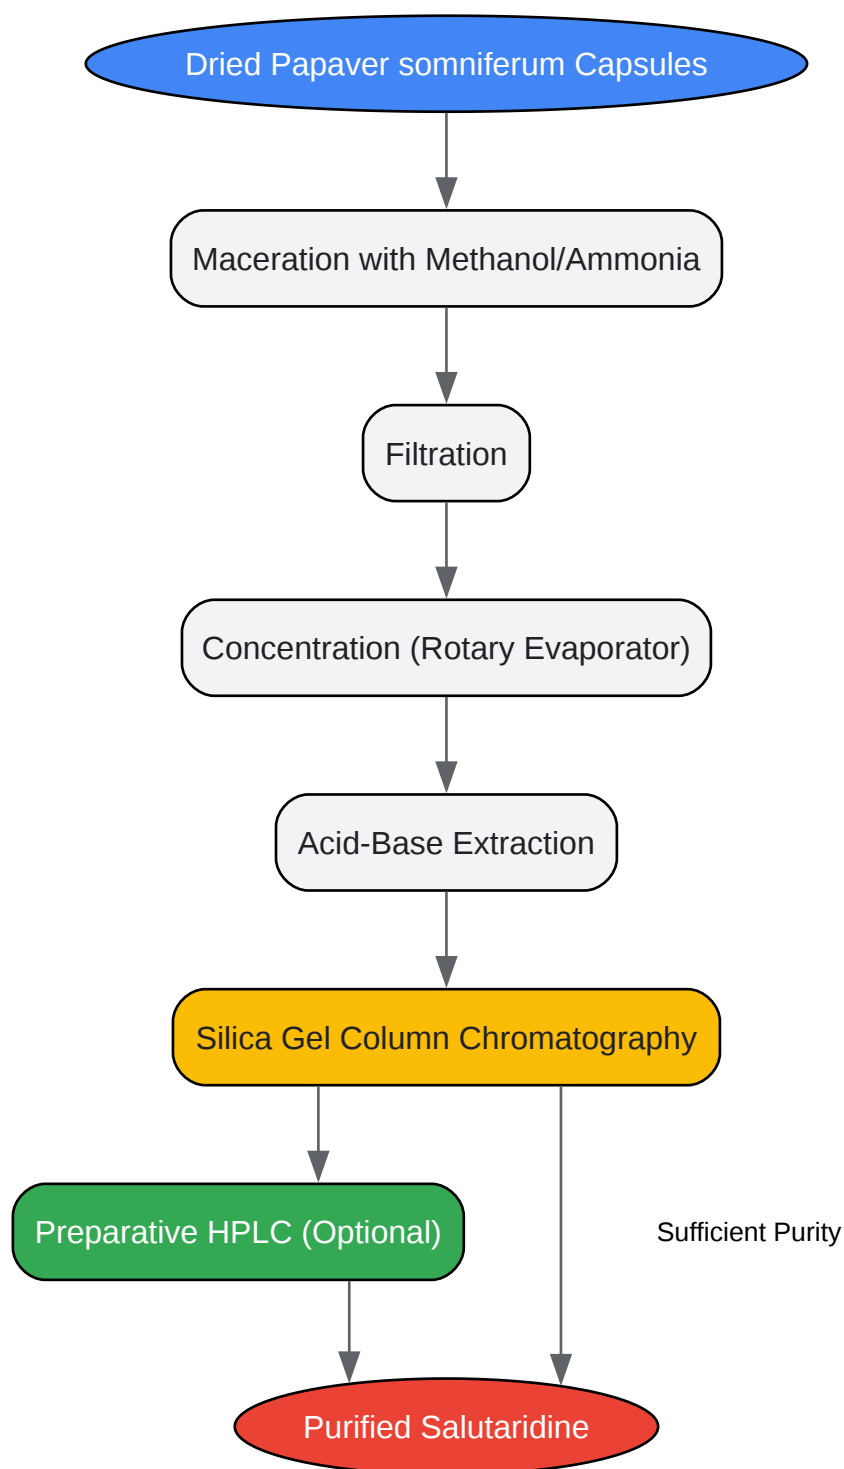 Dried Papaver somniferum Capsules
Maceration with Methanol/Ammonia
Filtration
Concentration (Rotary Evaporator)
Acid-Base Extraction
Silica Gel Column Chromatography
Preparative HPLC (Optional)
Sufficient Purity
Purified Salutaridine